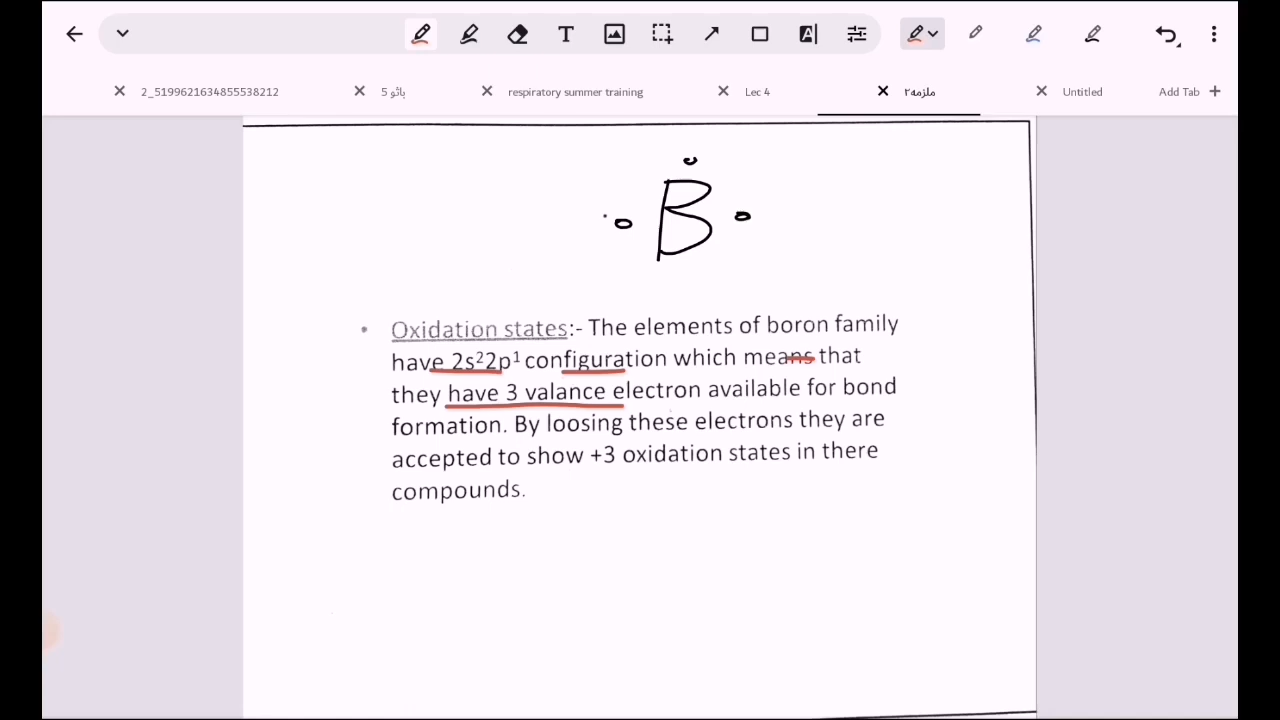 2_5199621634855538212
باثو 5
respiratory summer training
Lec 4
ملزمه٢
Untitled
Add Tab
B
• Oxidation states:- The elements of boron family
have 2s²2p¹ configuration which means that
they have 3 valance electron available for bond
formation. By loosing these electrons they are
accepted to show +3 oxidation states in there
compounds.